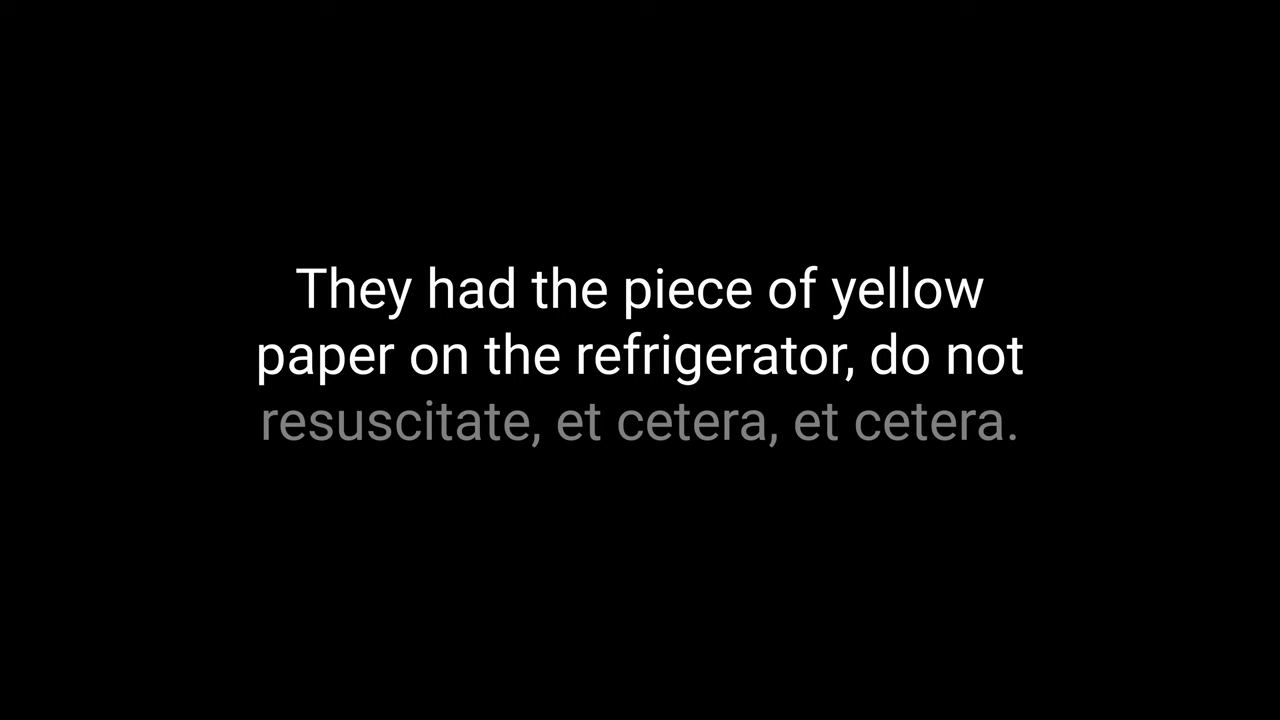 They had the piece of yellow
paper on the refrigerator, do not
resuscitate, et cetera, et cetera.